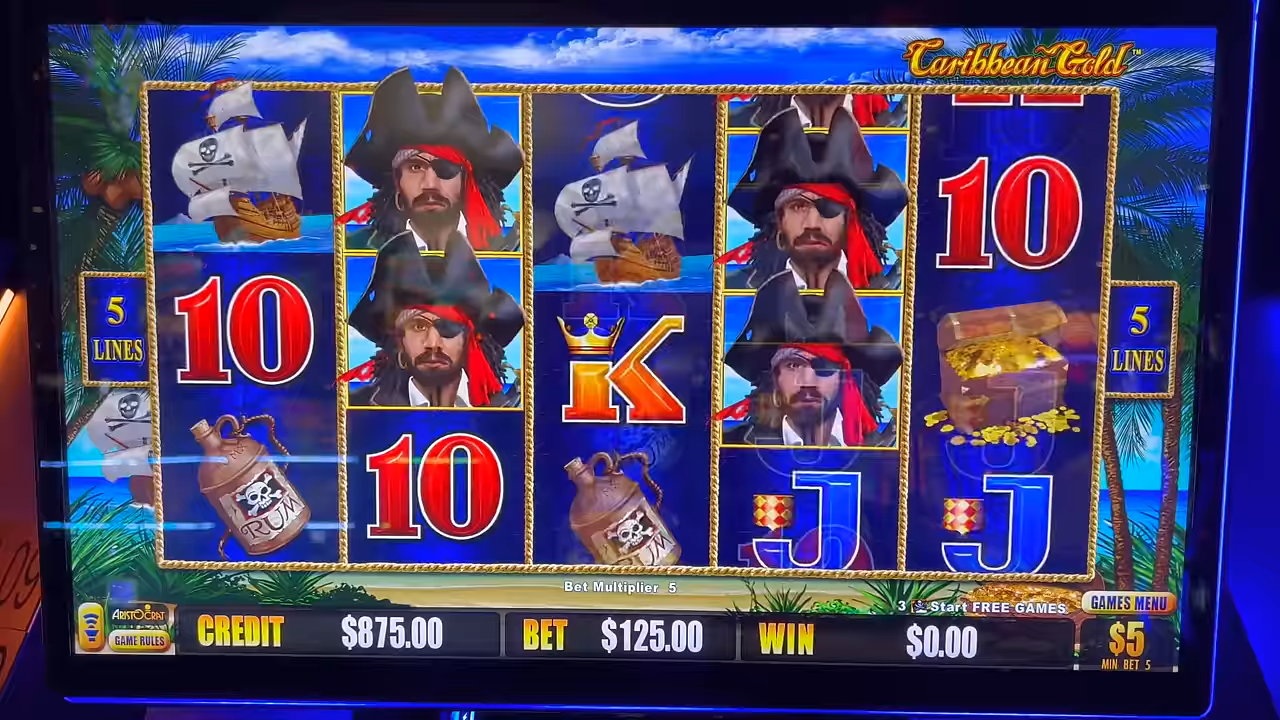 Caribbean Gold™
10
10
5
LINES
K
5
LINES
RUM
10
J
J
Bet Multiplier 5
3 Start FREE GAMES
GAMES MENU
ARISTOCRAT
GAME RULES
CREDIT $875.00
BET $125.00
WIN $0.00
$5
MIN BET 5